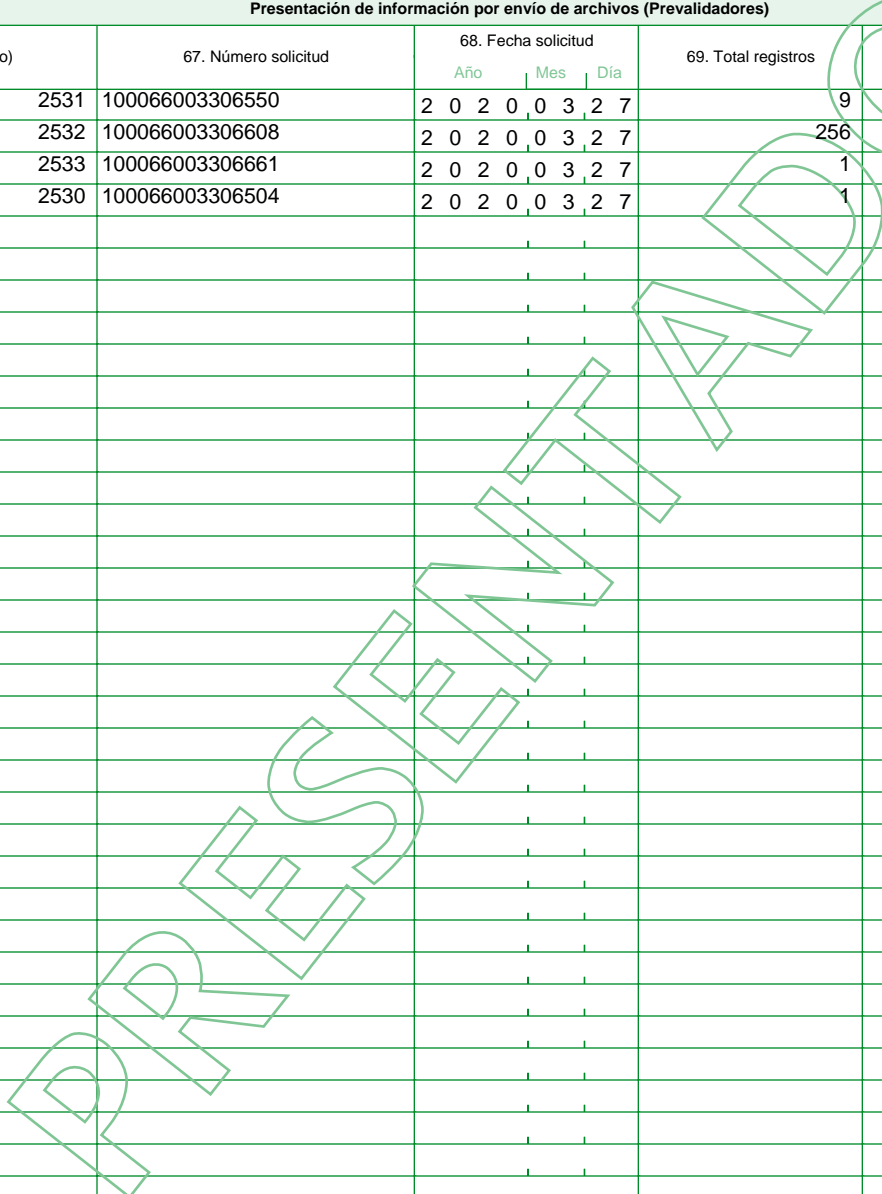 Presentación de información por envío de archivos (Prevalidadores)
o) 67. Número solicitud 68. Fecha solicitud 69. Total registros
Año Mes Día
2531 100066003306550 2 0 2 0 0 3 2 7 9
2532 100066003306608 2 0 2 0 0 3 2 7 256
2533 100066003306661 2 0 2 0 0 3 2 7 1
2530 100066003306504 2 0 2 0 0 3 2 7 1
PRESENTADO